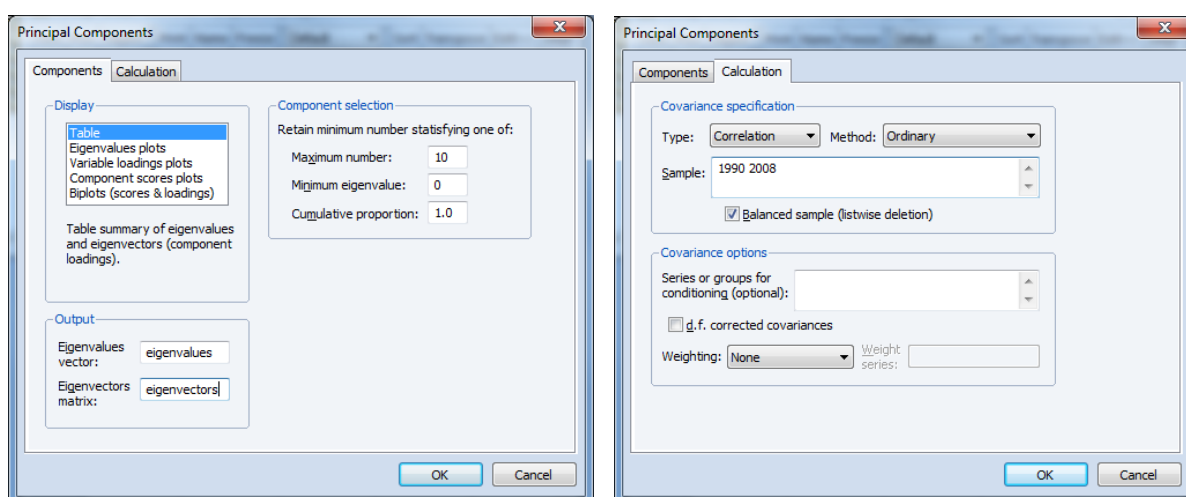 Principal Components
Components Calculation
Display
Table
Eigenvalues plots
Variable loadings plots
Component scores plots
Biplots (scores & loadings)
Table summary of eigenvalues
and eigenvectors (component
loadings).
Output
Eigenvalues
vector: eigenvalues
Eigenvectors
matrix: eigenvectors
Component selection
Retain minimum number statisfying one of:
Maximum number: 10
Minimum eigenvalue: 0
Cumulative proportion: 1.0
OK Cancel
Principal Components
Components Calculation
Covariance specification
Type: Correlation Method: Ordinary
Sample: 1990 2008
Balanced sample (listwise deletion)
Covariance options
Series or groups for
conditioning (optional):
d.f. corrected covariances
Weighting: None Weight
series:
OK Cancel